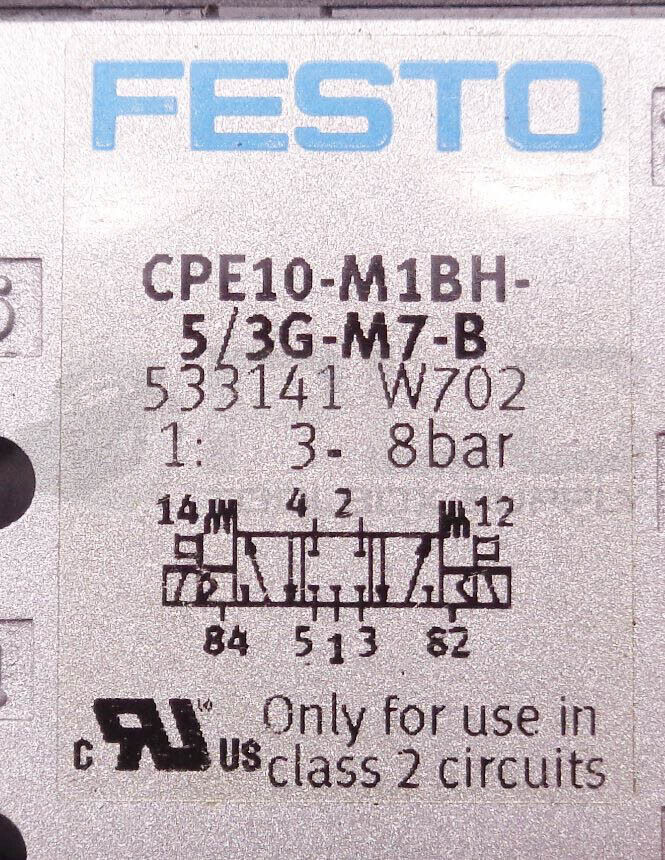 FESTO
CPE10-M1BH-
5/3G-M7-B
533141 W702
1: 3- 8bar
14 4 2 12
84 5 1 3 82
Only for use in
C US class 2 circuits